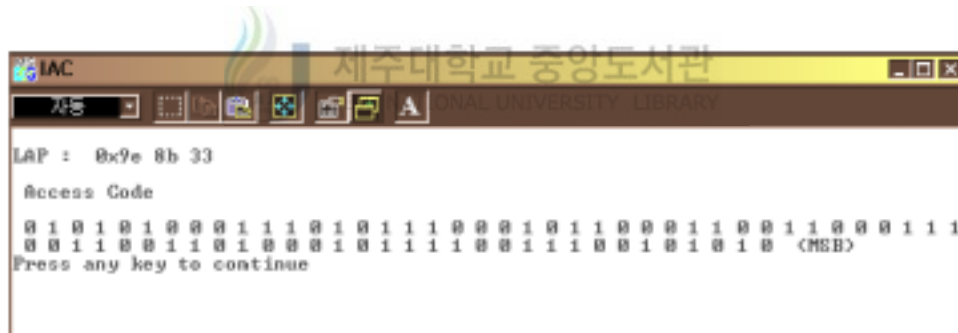 제주대학교 중앙도서관
IAC
자동
A
ONAL UNIVERSITY LIBRARY
LAP : 0x9e 8b 33
Access Code
0 1 0 1 0 1 0 0 0 1 1 1 0 1 0 1 1 1 0 0 0 1 0 1 1 0 0 0 1 1 0 0 1 1 0 0 0 1 1 1
0 0 1 1 0 0 1 1 0 1 0 0 0 1 0 1 1 1 1 0 0 1 1 1 0 0 1 0 1 0 1 0 (MSB)
Press any key to continue